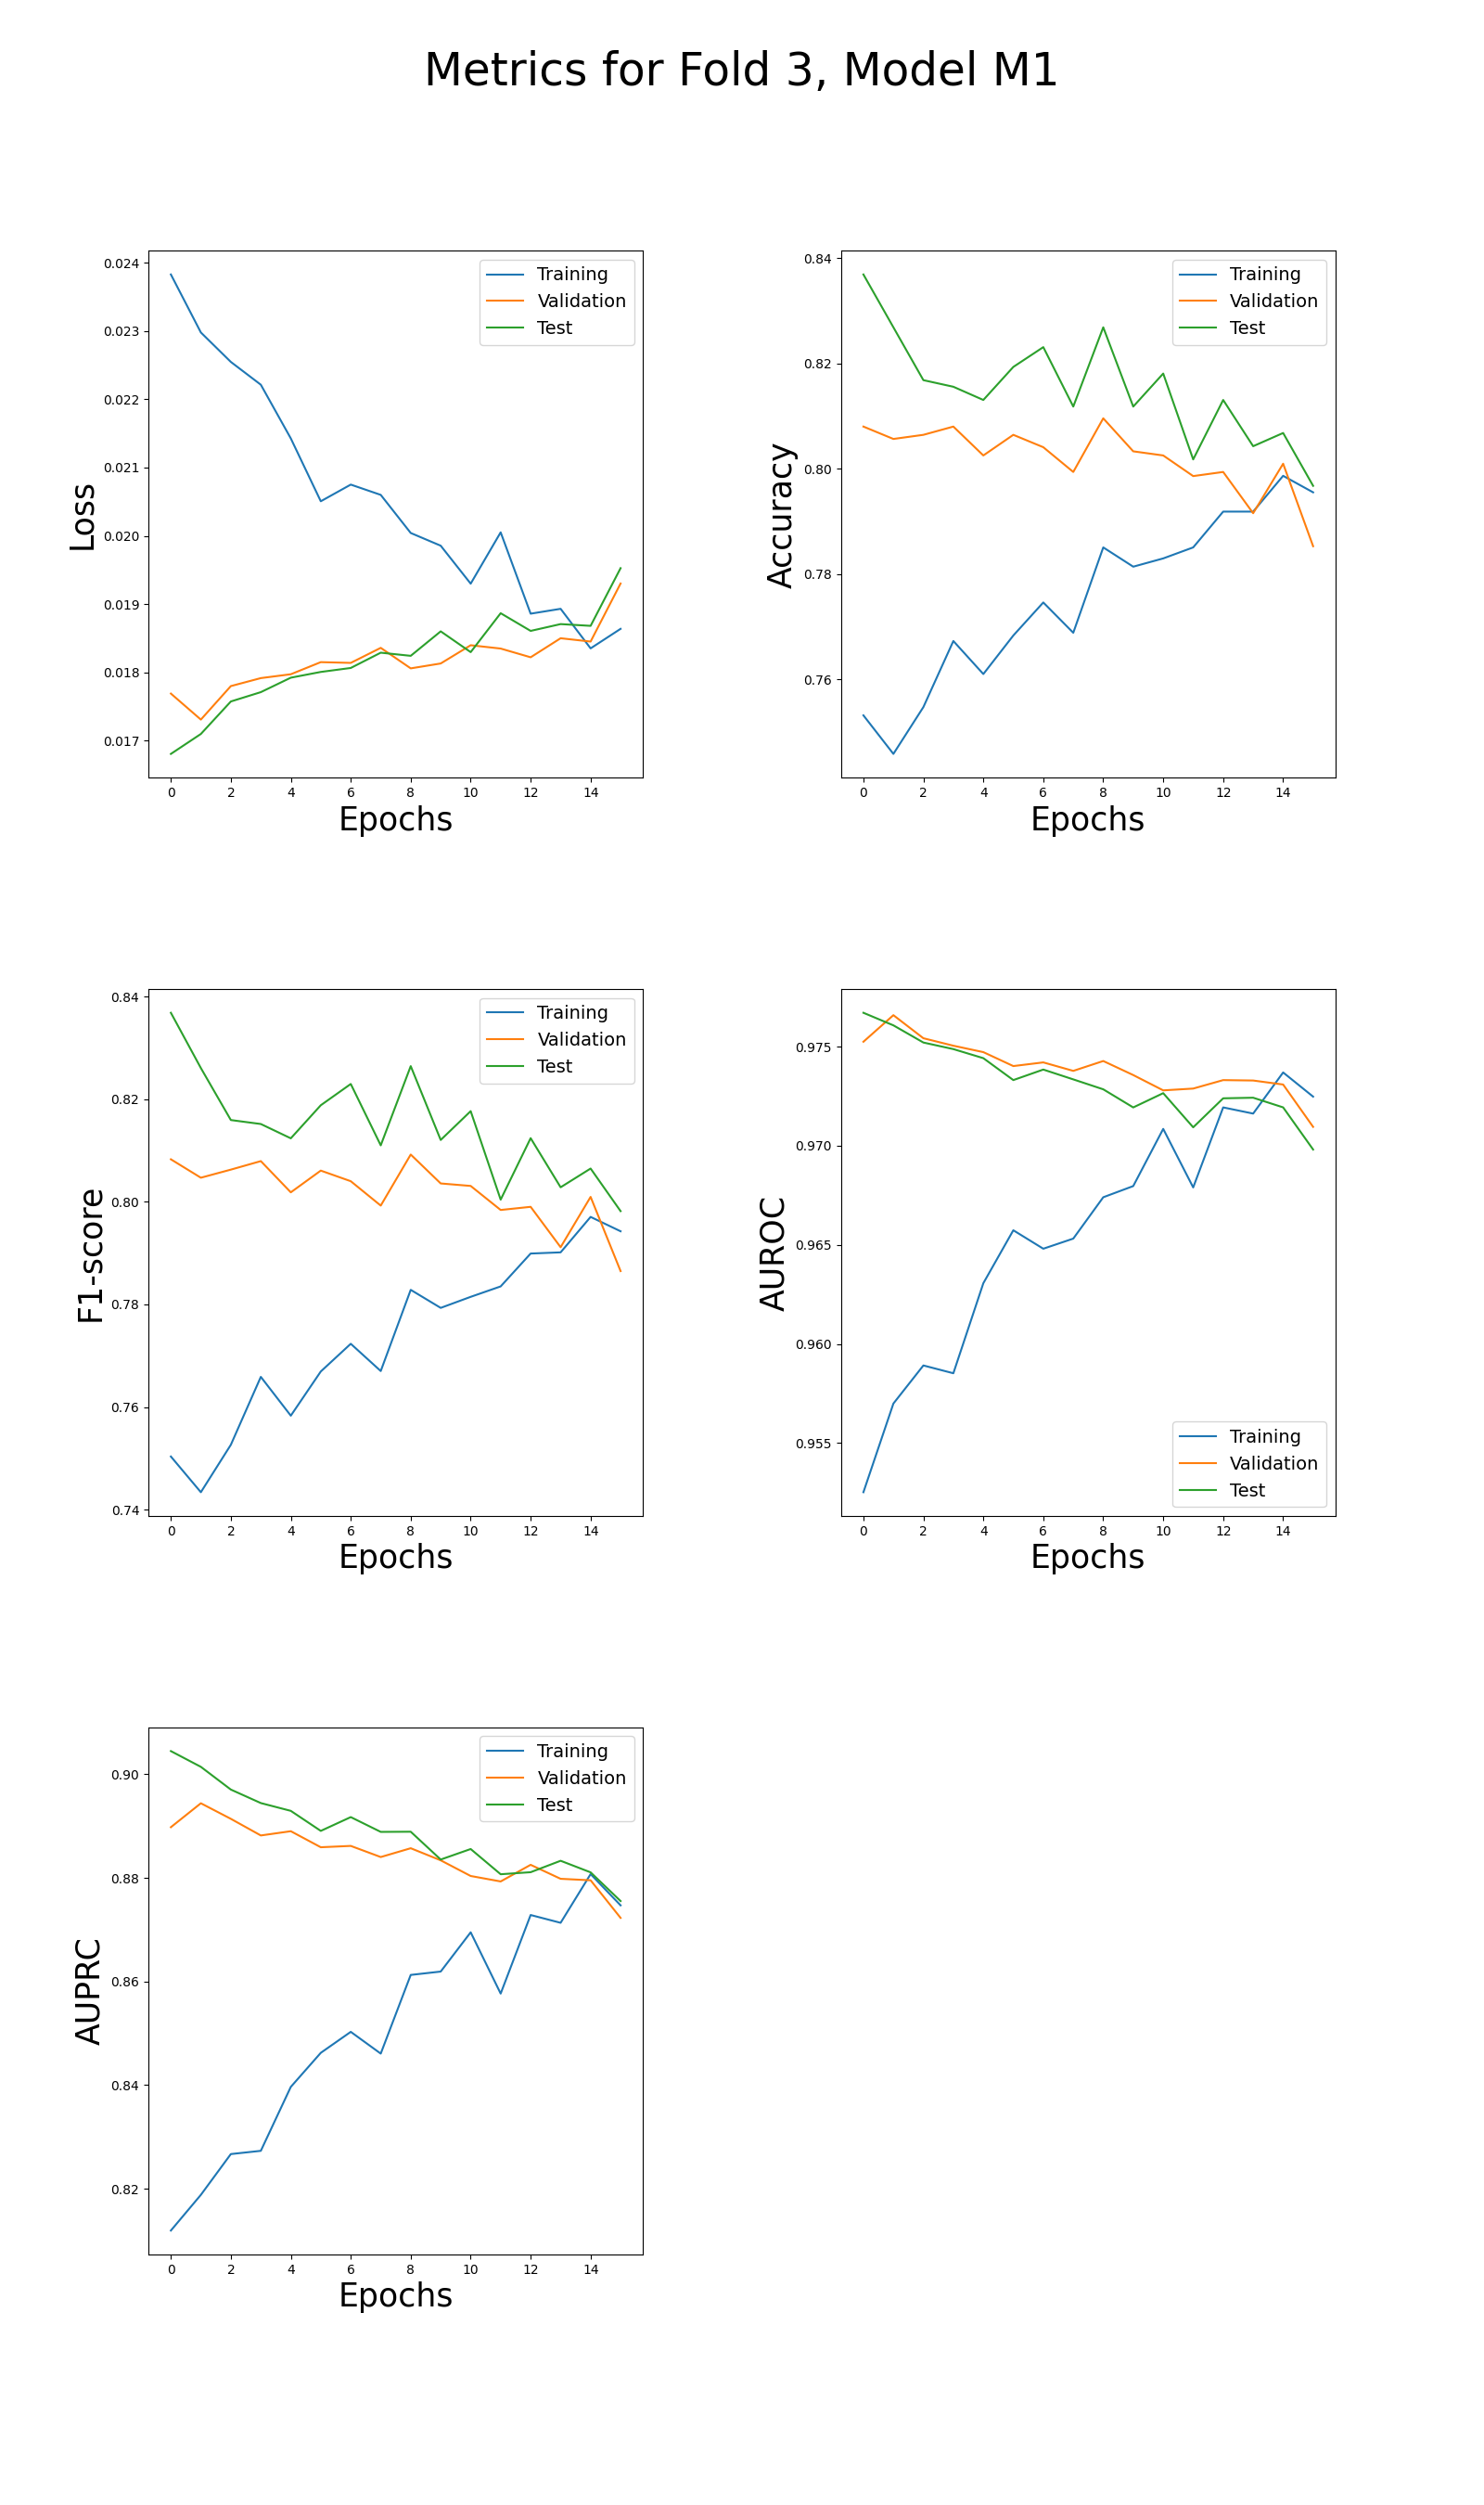 Metrics for Fold 3, Model M1
Loss
0.024
0.023
0.022
0.021
0.020
0.019
0.018
0.017
Training
Validation
Test
0 2 4 6 8 10 12 14
Epochs
Accuracy
0.84
0.82
0.80
0.78
0.76
Training
Validation
Test
0 2 4 6 8 10 12 14
Epochs
F1-score
0.84
0.82
0.80
0.78
0.76
0.74
Training
Validation
Test
0 2 4 6 8 10 12 14
Epochs
AUROC
0.975
0.970
0.965
0.960
0.955
Training
Validation
Test
0 2 4 6 8 10 12 14
Epochs
AUPRC
0.90
0.88
0.86
0.84
0.82
Training
Validation
Test
0 2 4 6 8 10 12 14
Epochs